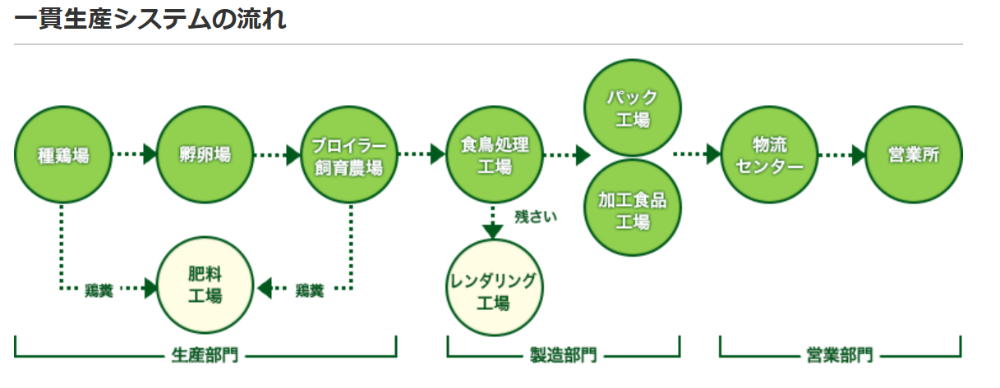 一貫生産システムの流れ
種鶏場
孵卵場
ブロイラー
飼育農場
食鳥処理
工場
パック
工場
加工食品
工場
物流
センター
営業所
残さい
鶏糞
肥料
工場
鶏糞
レンダリング
工場
生産部門
製造部門
営業部門